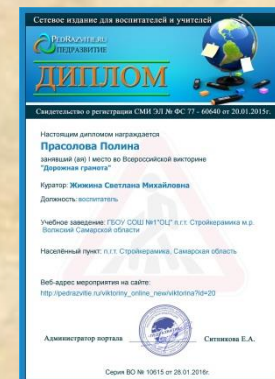 Сетевое издание для воспитателей и учителей
PEDRAZVITIE.RU
ПЕДРАЗВИТИЕ
ДИПЛОМ
Свидетельство о регистрации СМИ ЭЛ № ФС 77 - 60640 от 20.01.2015г.
Настоящим дипломом награждается
Прасолова Полина
занявший (ая) I место во Всероссийской викторине
"Дорожная грамота"
Куратор: Жижина Светлана Михайловна
Должность: воспитатель
Учебное заведение: ГБОУ СОШ №1"ОЦ" п.г.т. Стройкерамика м.р.
Волжский Самарской области
Населённый пункт: п.г.т. Стройкерамика, Самарская область
Веб-адрес мероприятия на сайте:
http://pedrazvitie.ru/viktoriny_online_new/viktorina?id=20
Администратор портала Ситникова Е.А.
Серия ВО № 10615 от 28.01.2016г.